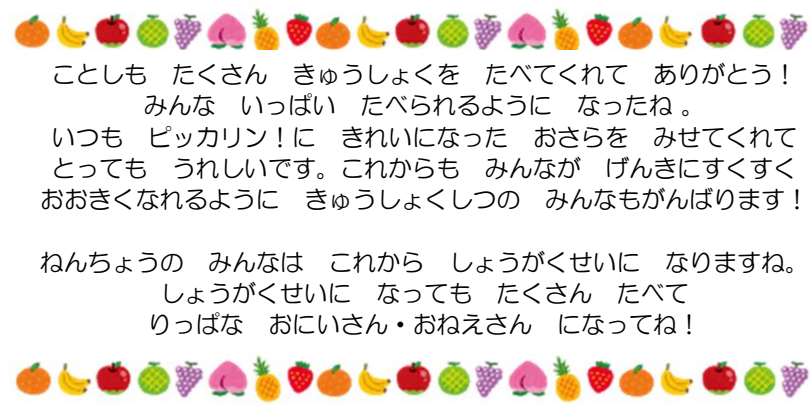 ことしも　たくさん　きゅうしょくを　たべてくれて　ありがとう！
みんな　いっぱい　たべられるように　なったね 。
いつも　ピッカリン！に　きれいになった　おさらを　みせてくれて
とっても　うれしいです。これからも　みんなが　げんきにすくすく
おおきくなれるように　きゅうしょくしつの　みんなもがんばります！
ねんちょうの　みんなは　これから　しょうがくせいに　なりますね。
しょうがくせいに　なっても　たくさん　たべて
りっぱな　おにいさん・おねえさん　になってね！